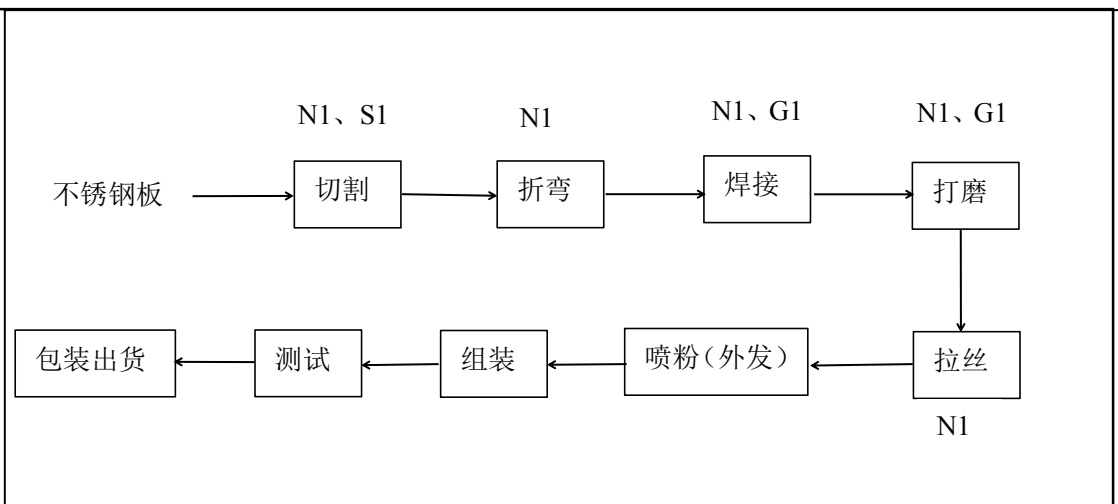 N1、S1 N1 N1、G1 N1、G1
不锈钢板 切割 折弯 焊接 打磨
包装出货 测试 组装 喷粉（外发） 拉丝
N1